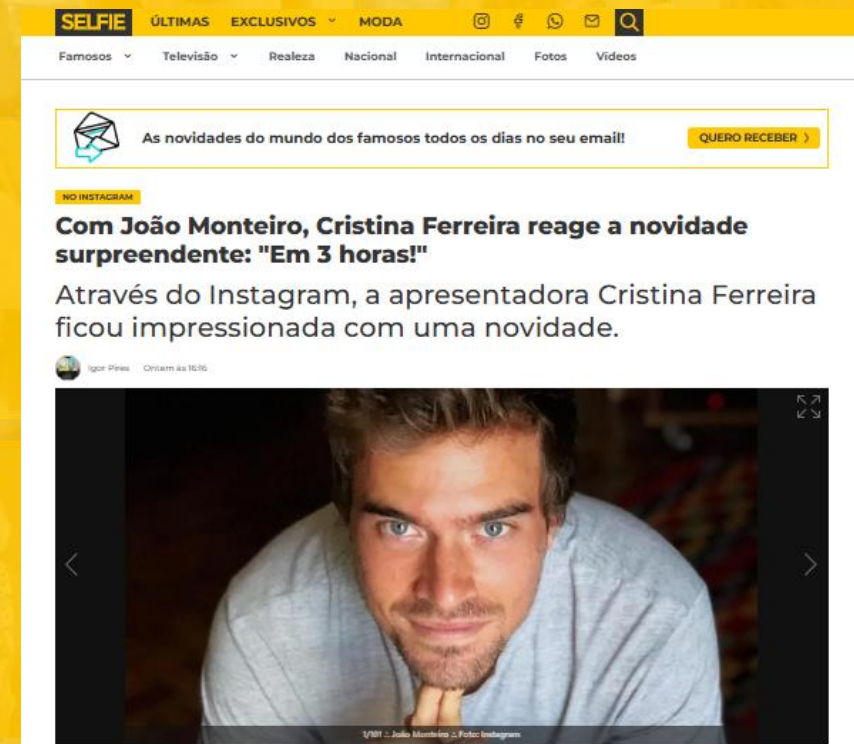 SELFIE ÚLTIMAS EXCLUSIVOS MODA
Famosos Televisão Realeza Nacional Internacional Fotos Vídeos
As novidades do mundo dos famosos todos os dias no seu email! QUERO RECEBER
NO INSTAGRAM
Com João Monteiro, Cristina Ferreira reage a novidade
surpreendente: "Em 3 horas!"
Através do Instagram, a apresentadora Cristina Ferreira
ficou impressionada com uma novidade.
Igor Pires Ontem às 16:16
1/101 .:. João Monteiro .:. Foto: Instagram